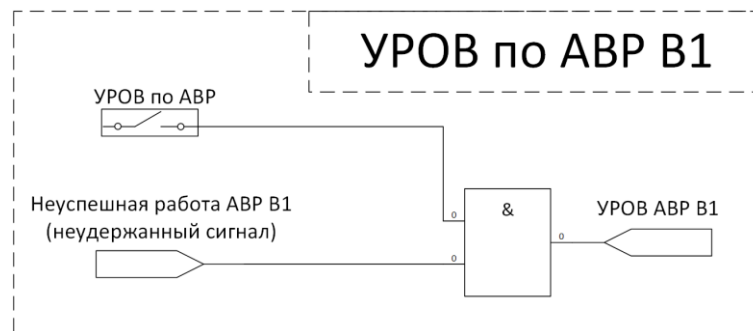 УРОВ по АВР В1
УРОВ по АВР
Неуспешная работа АВР В1
(неудержанный сигнал)
&
УРОВ АВР В1
0
0
0